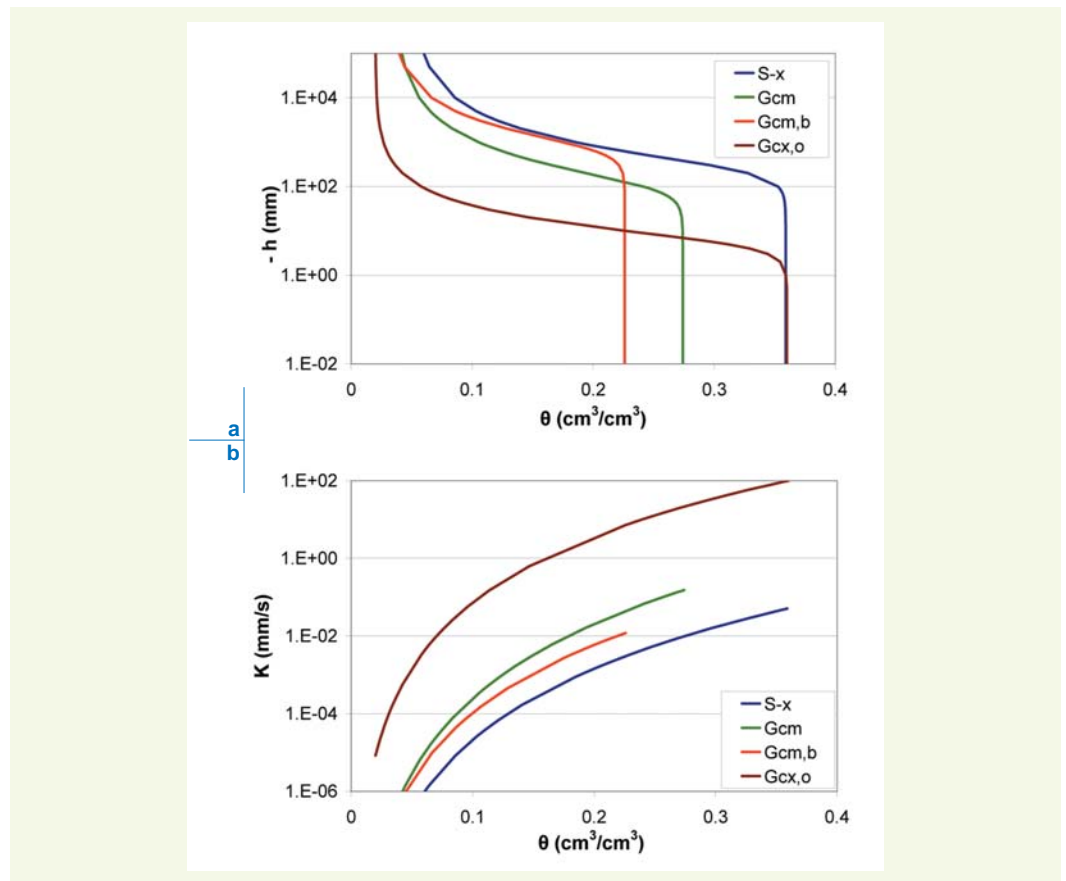 1.E+04
1.E+02
1.E+00
1.E-02
- h (mm)
S-x
Gcm
Gcm,b
Gcx,o
0 0.1 0.2 0.3 0.4
θ (cm³/cm³)
a
b
1.E+02
1.E+00
1.E-02
1.E-04
1.E-06
K (mm/s)
S-x
Gcm
Gcm,b
Gcx,o
0 0.1 0.2 0.3 0.4
θ (cm³/cm³)